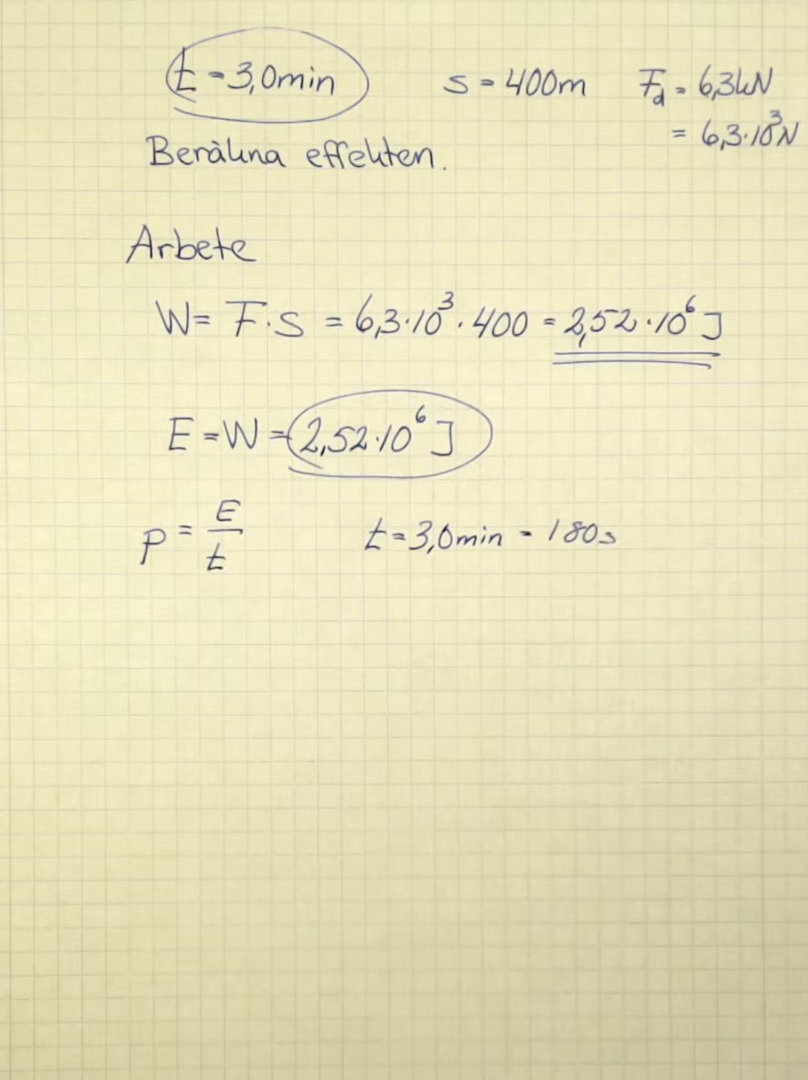 t = 3,0min s = 400m F_d = 6,3kN
= 6,3·10³N
Beräkna effekten.
Arbete
W = F·s = 6,3·10³·400 = 2,52·10⁶ J
E = W = 2,52·10⁶ J
P = E/t t = 3,0min = 180s